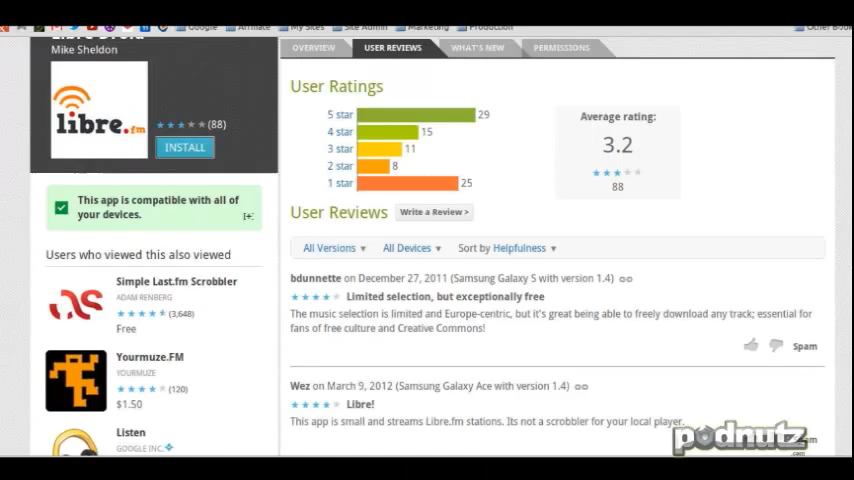 Google Affiliate My Sites Site Admin Marketing Production Other Book
Mike Sheldon
libre.fm
(88)
INSTALL
This app is compatible with all of
your devices.
[+]
Users who viewed this also viewed
Simple Last.fm Scrobbler
ADAM RENBERG
(3,648)
Free
Yourmuze.FM
YOURMUZE
(120)
$1.50
Listen
GOOGLE INC.
OVERVIEW USER REVIEWS WHAT'S NEW PERMISSIONS
User Ratings
5 star 29
4 star 15
3 star 11
2 star 8
1 star 25
Average rating:
3.2
88
User Reviews Write a Review >
All Versions All Devices Sort by Helpfulness
bdunnette on December 27, 2011 (Samsung Galaxy S with version 1.4)
Limited selection, but exceptionally free
The music selection is limited and Europe-centric, but it's great being able to freely download any track; essential for
fans of free culture and Creative Commons!
Spam
Wez on March 9, 2012 (Samsung Galaxy Ace with version 1.4)
Libre!
This app is small and streams Libre.fm stations. Its not a scrobbler for your local player.
podnutz
.com